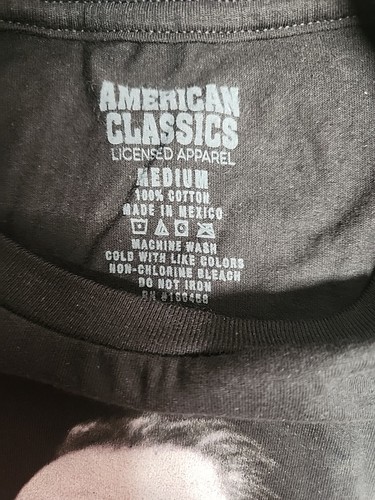 AMERICAN
CLASSICS
LICENSED APPAREL
MEDIUM
100% COTTON
MADE IN MEXICO
MACHINE WASH
COLD WITH LIKE COLORS
NON-CHLORINE BLEACH
DO NOT IRON